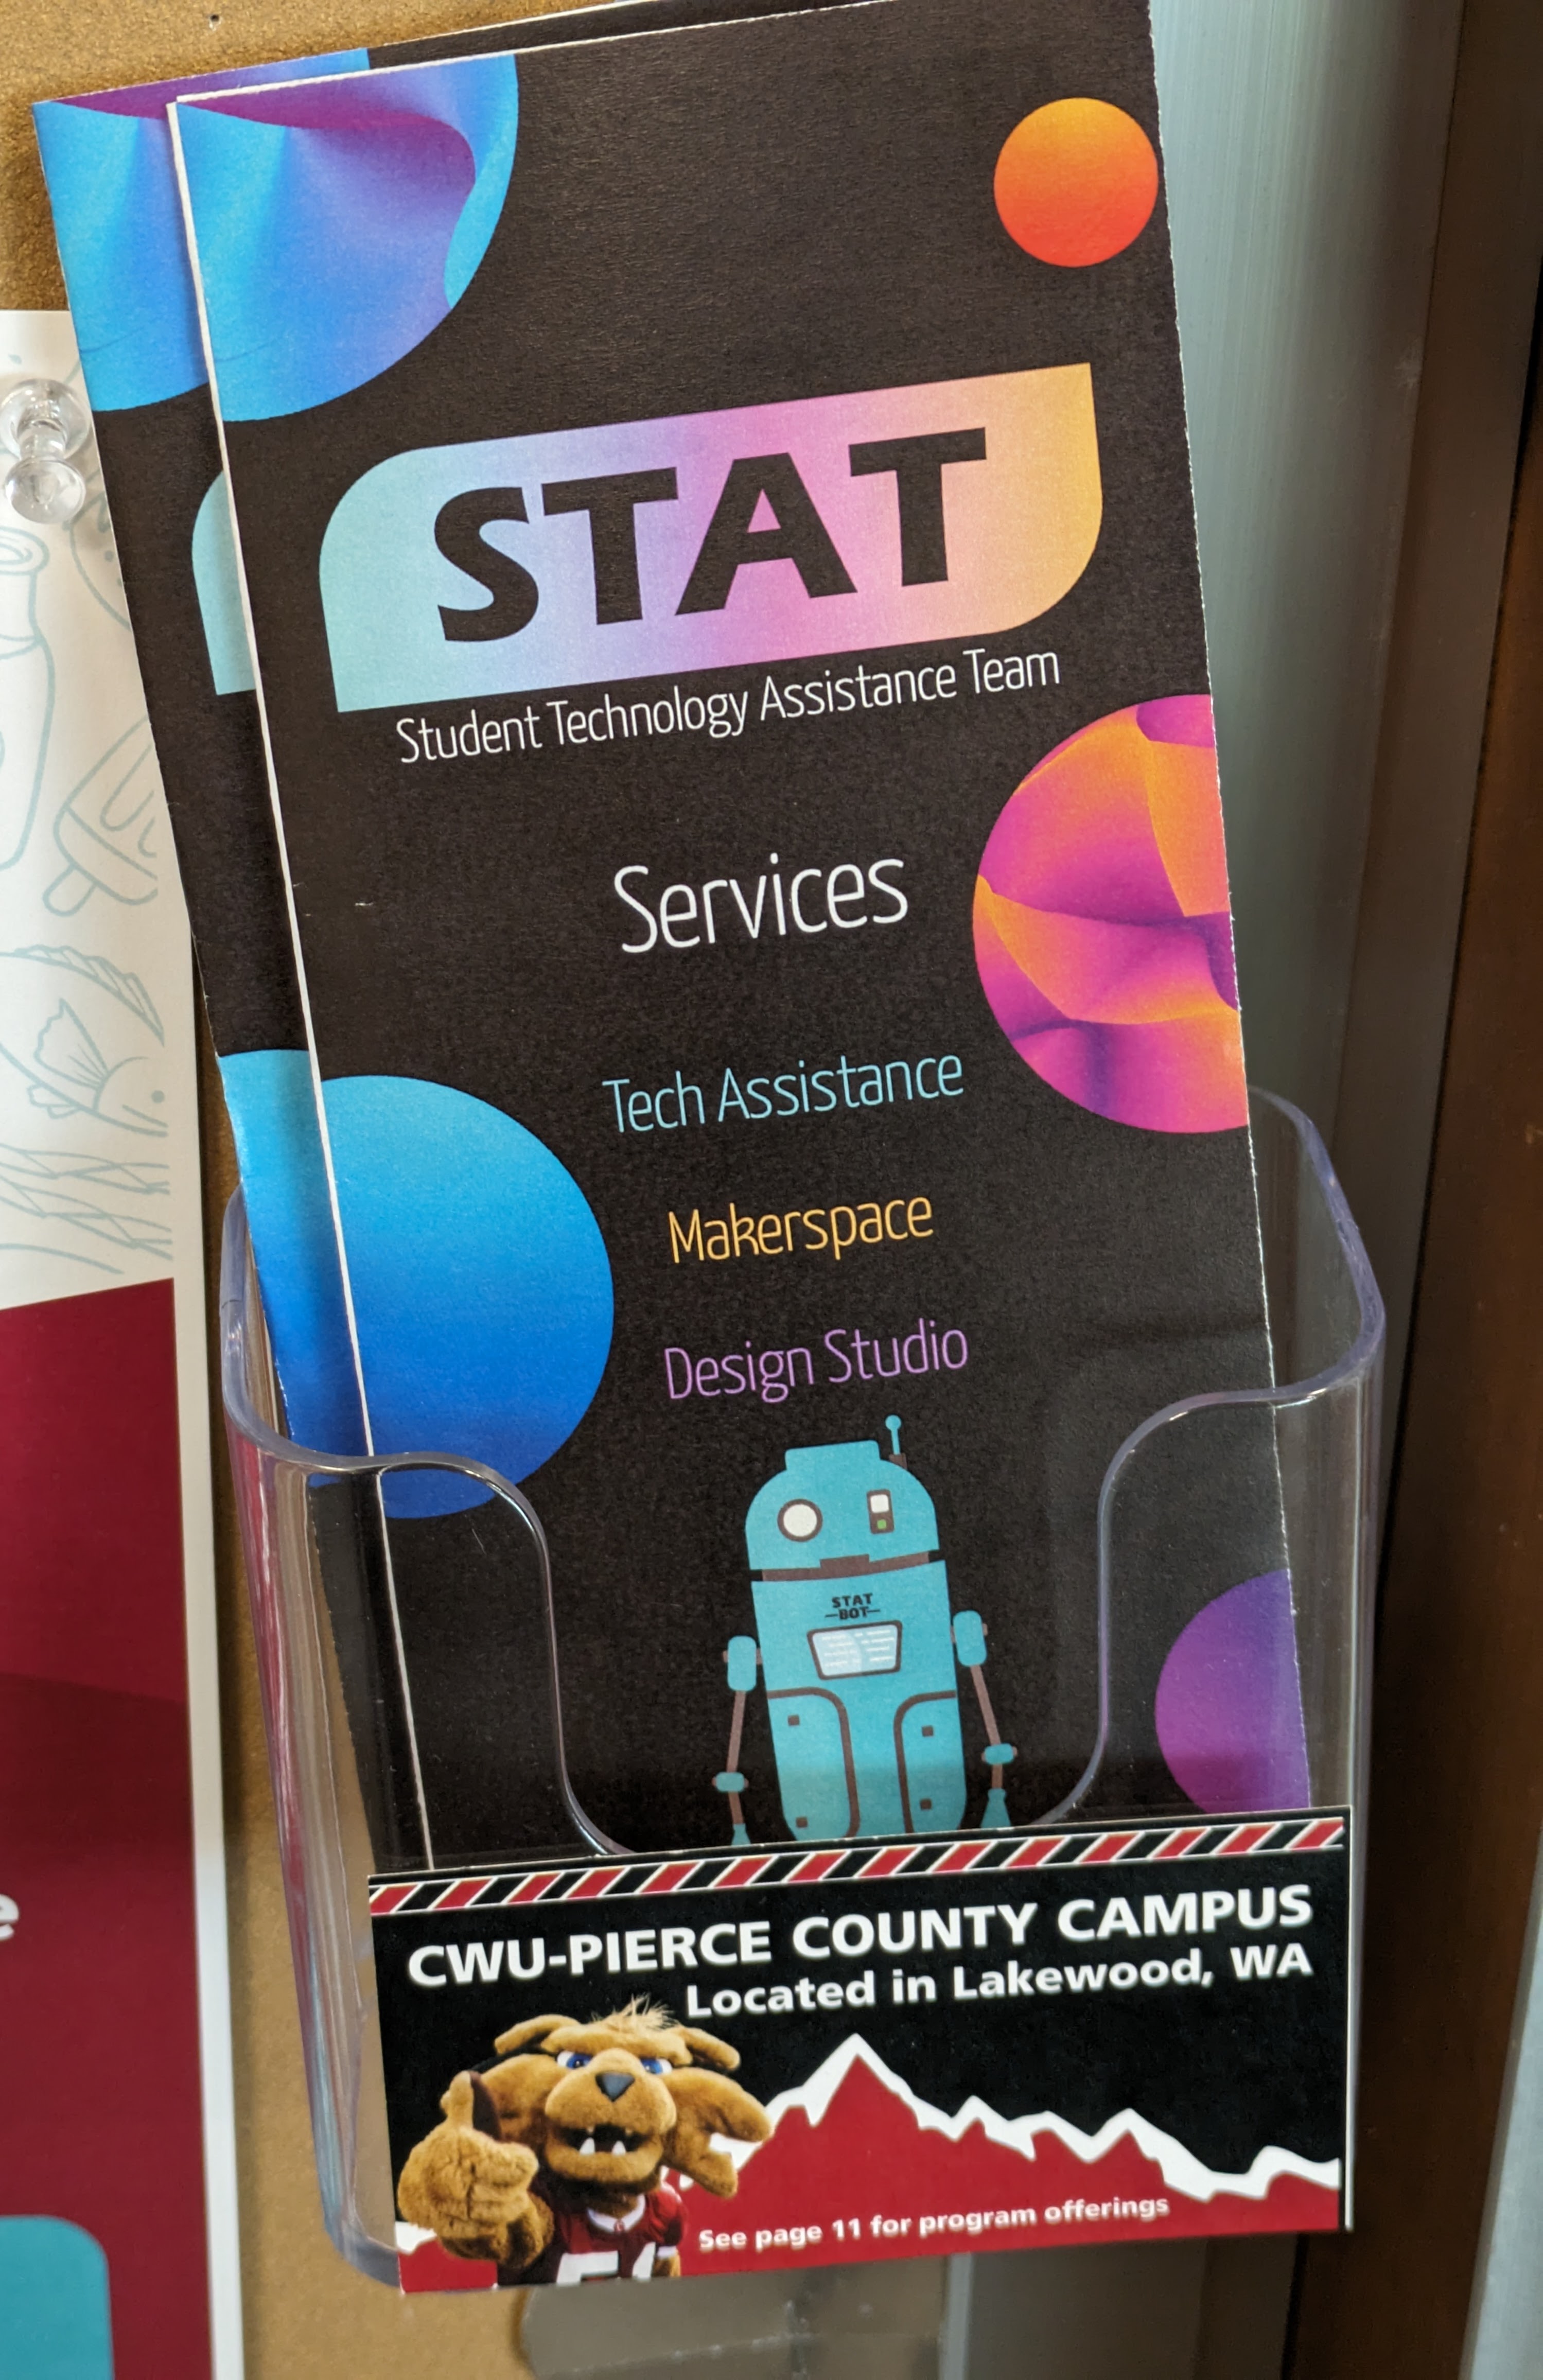 STAT
Student Technology Assistance Team
Services
Tech Assistance
Makerspace
Design Studio
STAT
BOT
CWU-PIERCE COUNTY CAMPUS
Located in Lakewood, WA
See page 11 for program offerings